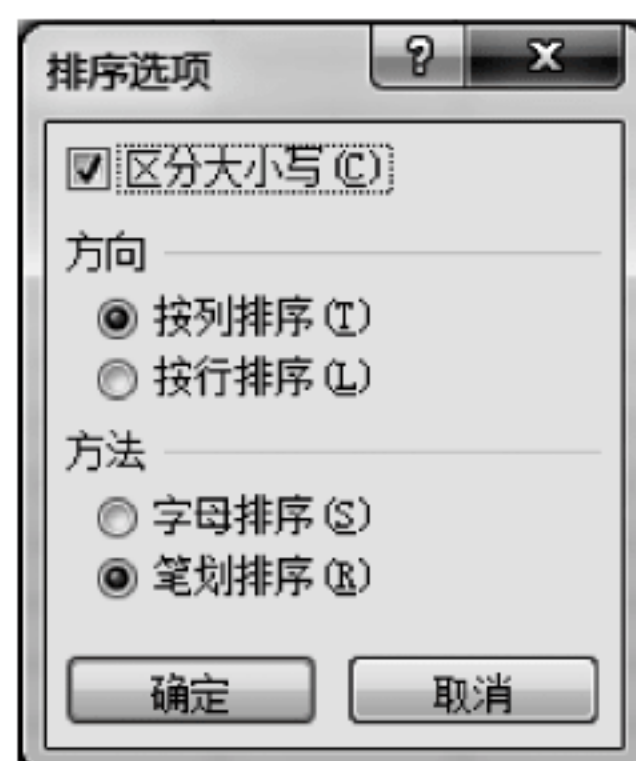 排序选项
区分大小写(C)
方向
按列排序(T)
按行排序(L)
方法
字母排序(S)
笔划排序(R)
确定 取消